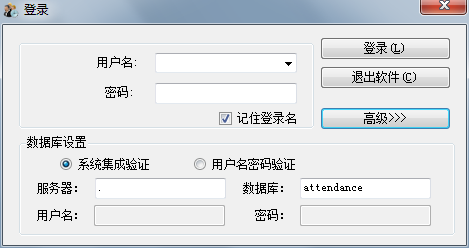 登录
用户名:
登录(L)
密码:
退出软件(C)
记住登录名
高级>>>
数据库设置
系统集成验证 用户名密码验证
服务器: . 数据库: attendance
用户名: 密码: